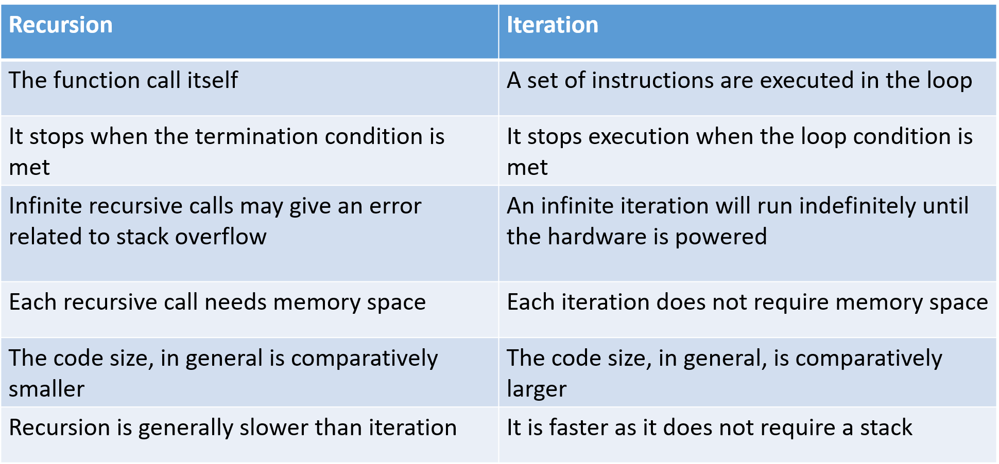 Recursion
Iteration
The function call itself
A set of instructions are executed in the loop
It stops when the termination condition is
met
It stops execution when the loop condition is
met
Infinite recursive calls may give an error
related to stack overflow
An infinite iteration will run indefinitely until
the hardware is powered
Each recursive call needs memory space
Each iteration does not require memory space
The code size, in general is comparatively
smaller
The code size, in general, is comparatively
larger
Recursion is generally slower than iteration
It is faster as it does not require a stack